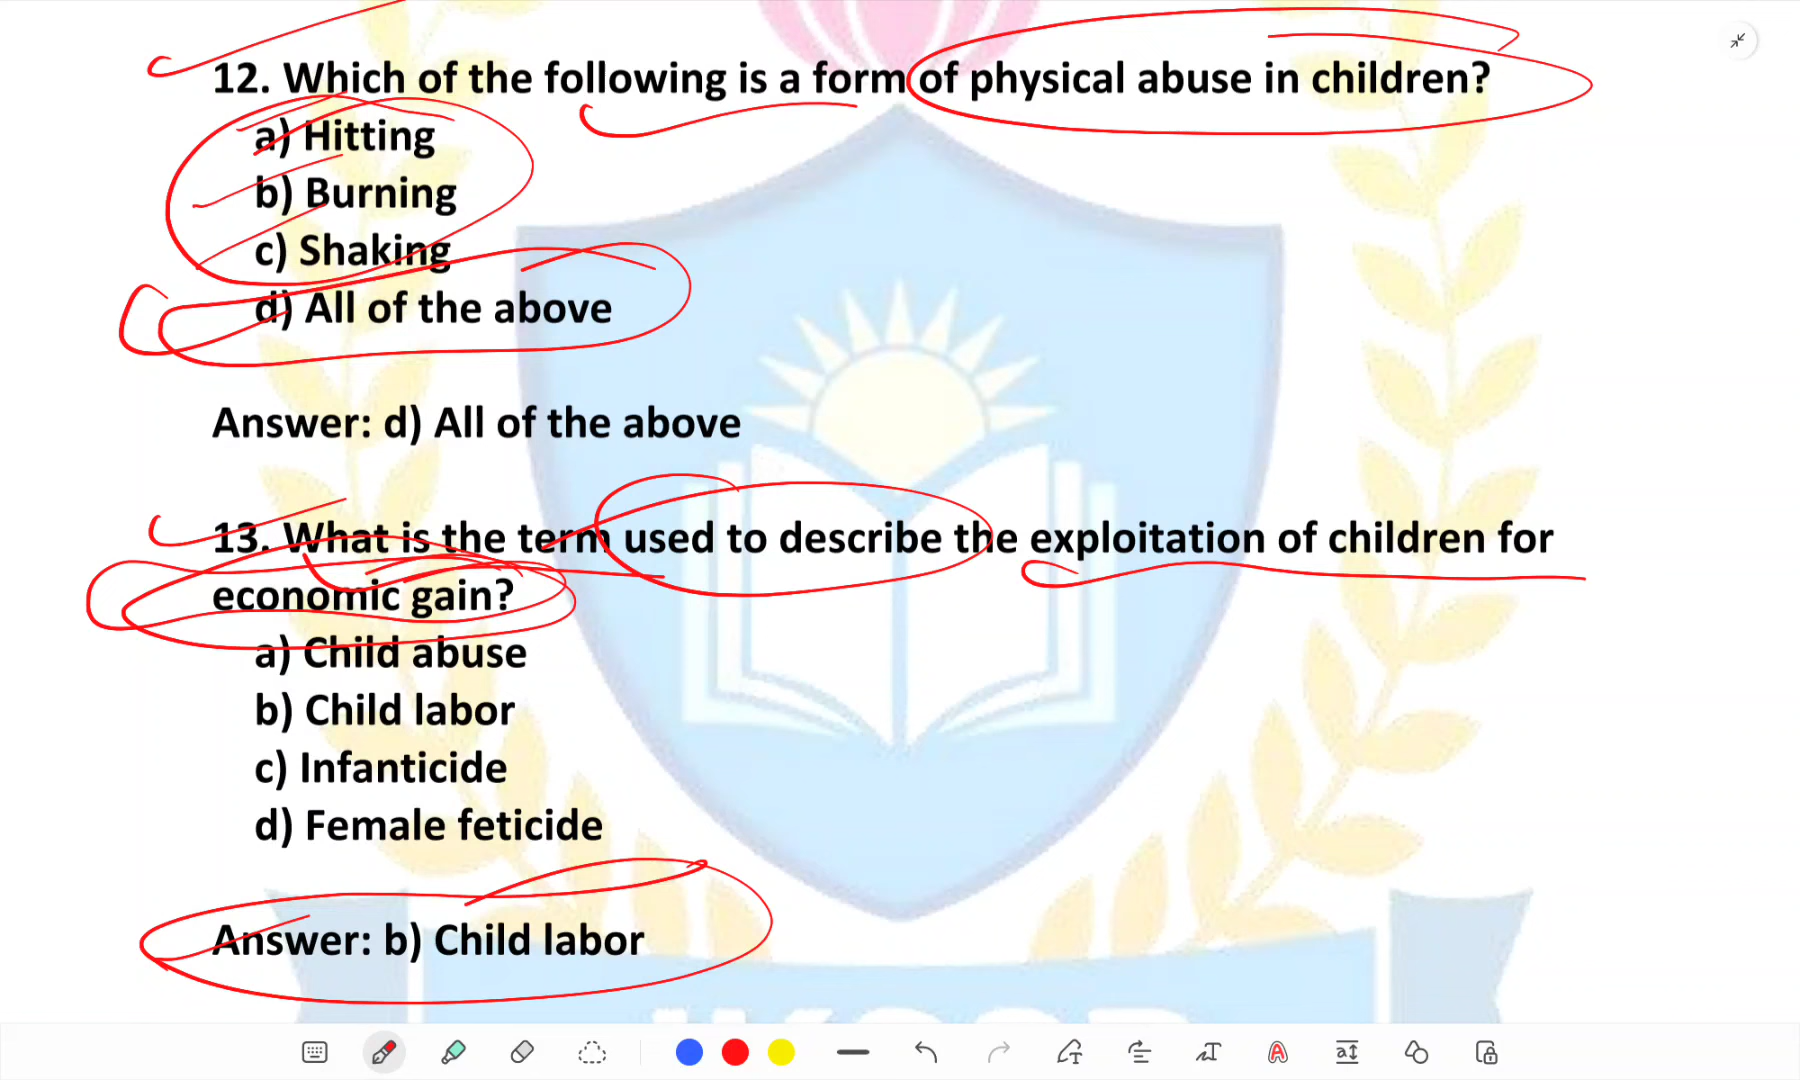 12. Which of the following is a form of physical abuse in children?
a) Hitting
b) Burning
c) Shaking
d) All of the above
Answer: d) All of the above
13. What is the term used to describe the exploitation of children for
economic gain?
a) Child abuse
b) Child labor
c) Infanticide
d) Female feticide
Answer: b) Child labor